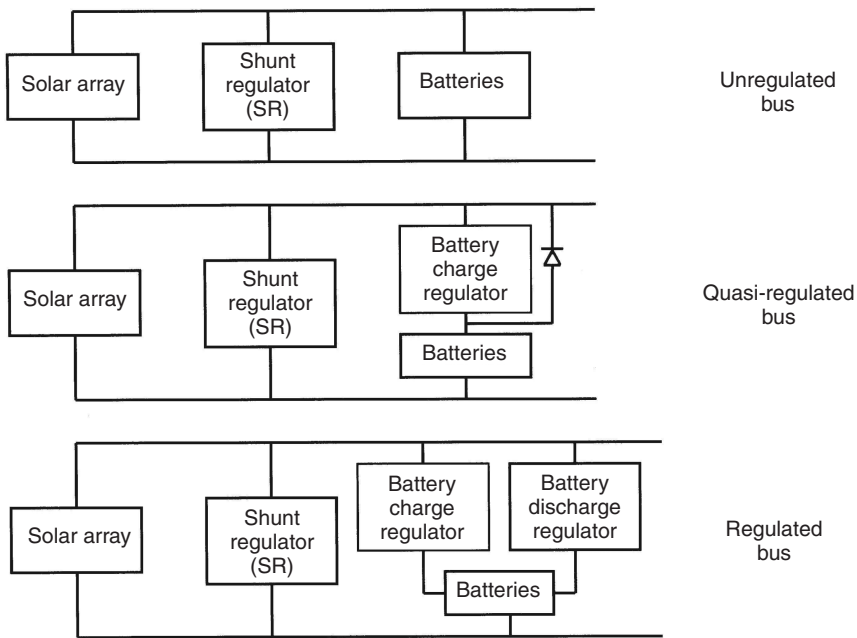 Solar array
Shunt
regulator
(SR)
Batteries
Unregulated
bus
Solar array
Shunt
regulator
(SR)
Battery
charge
regulator
Batteries
Quasi-regulated
bus
Solar array
Shunt
regulator
(SR)
Battery
charge
regulator
Battery
discharge
regulator
Batteries
Regulated
bus